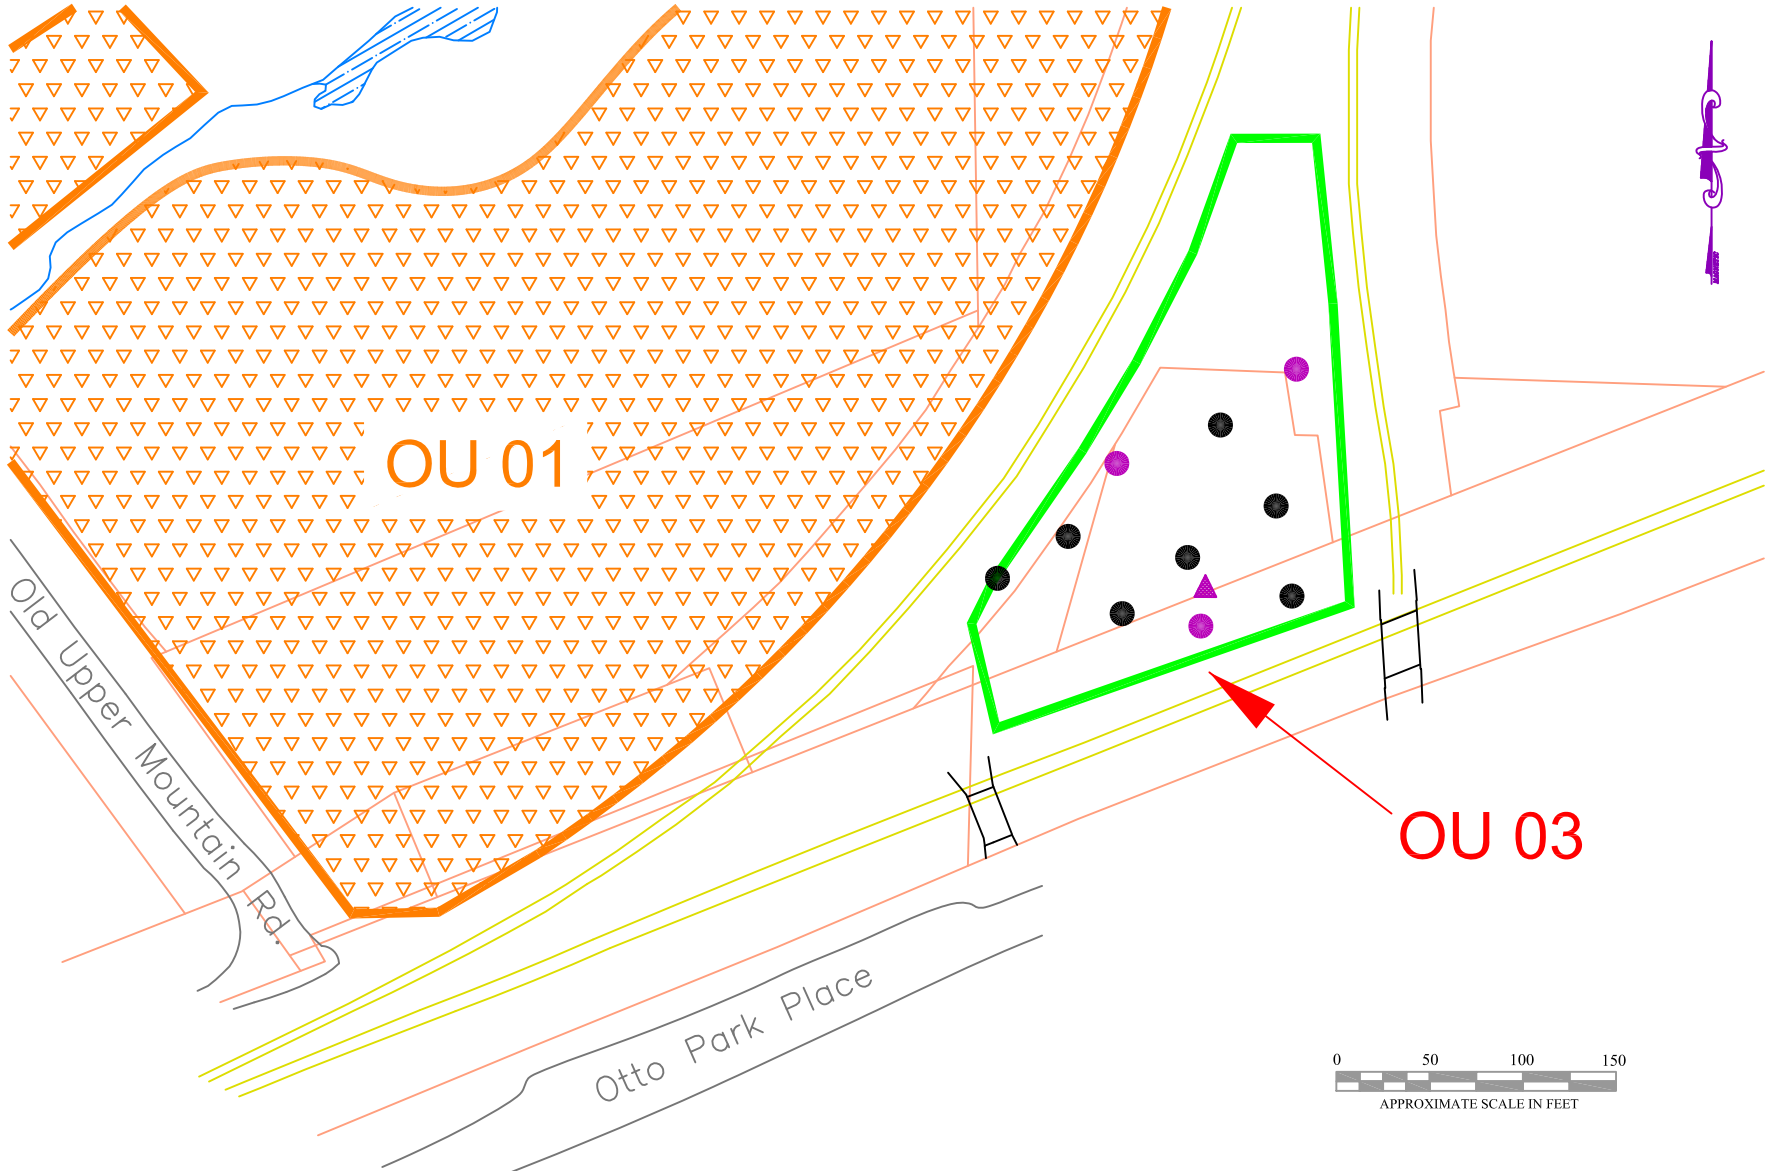 OU 01
Old Upper Mountain Rd.
OU 03
Otto Park Place
0 50 100 150
APPROXIMATE SCALE IN FEET